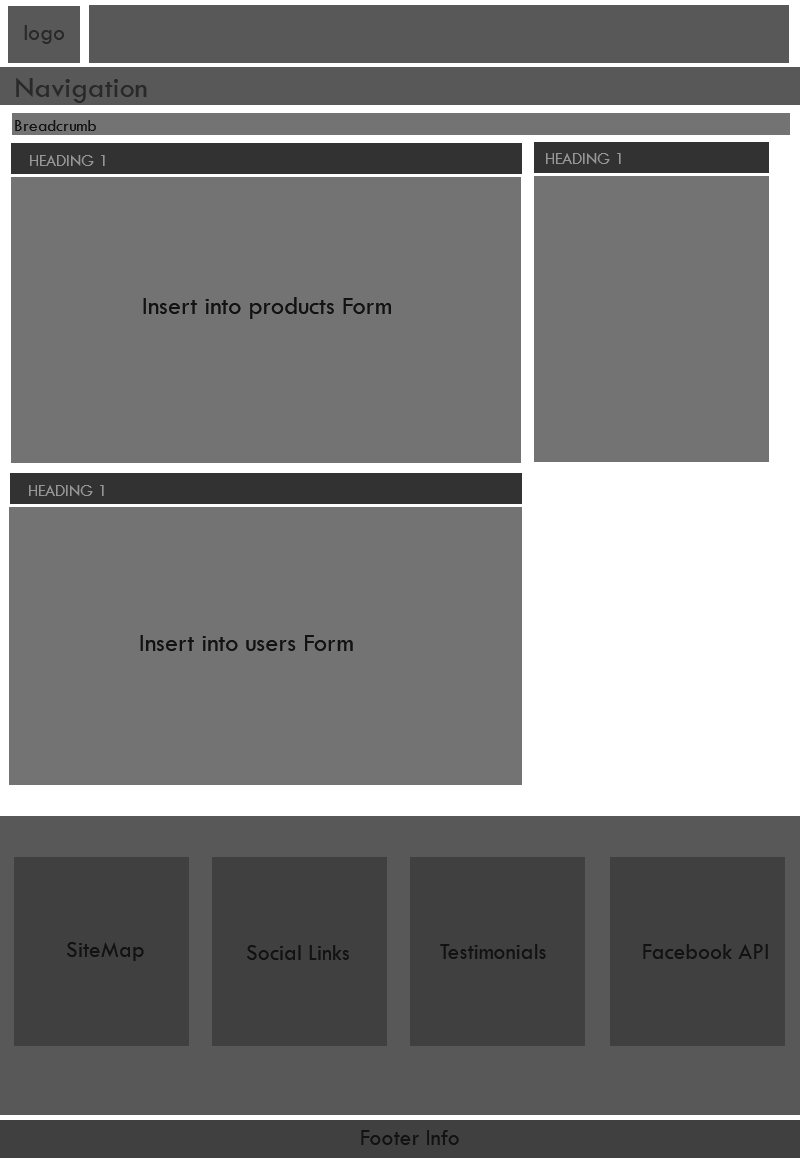 logo
Navigation
Breadcrumb
HEADING 1
HEADING 1
Insert into products Form
HEADING 1
Insert into users Form
SiteMap
Social Links
Testimonials
Facebook API
Footer Info